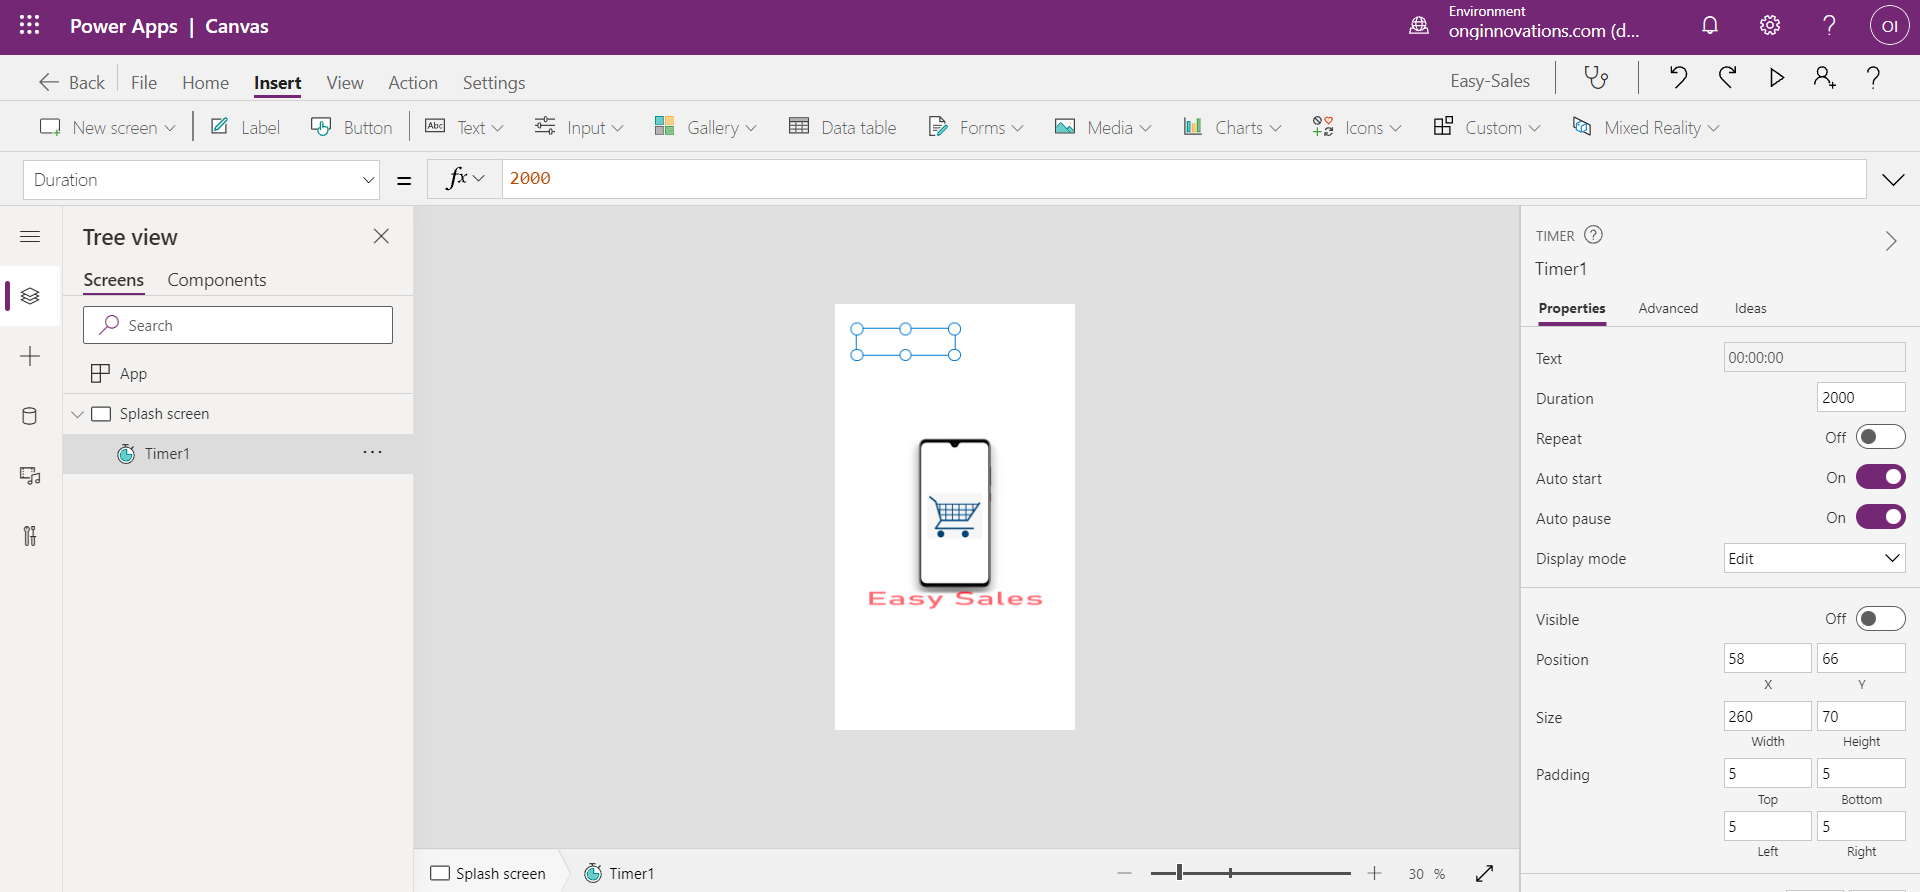 Power Apps | Canvas
Environment
onginnovations.com (d...
OI
Back File Home Insert View Action Settings
Easy-Sales
New screen Label Button Abc Text Input Gallery Data table Forms Media Charts Icons Custom Mixed Reality
Duration = fx 2000
Tree view
Screens Components
Search
App
Splash screen
Timer1
Easy Sales
TIMER
Timer1
Properties Advanced Ideas
Text 00:00:00
Duration 2000
Repeat Off
Auto start On
Auto pause On
Display mode Edit
Visible Off
Position 58 66
X Y
Size 260 70
Width Height
Padding 5 5
Top Bottom
5 5
Left Right
Splash screen Timer1 30 %